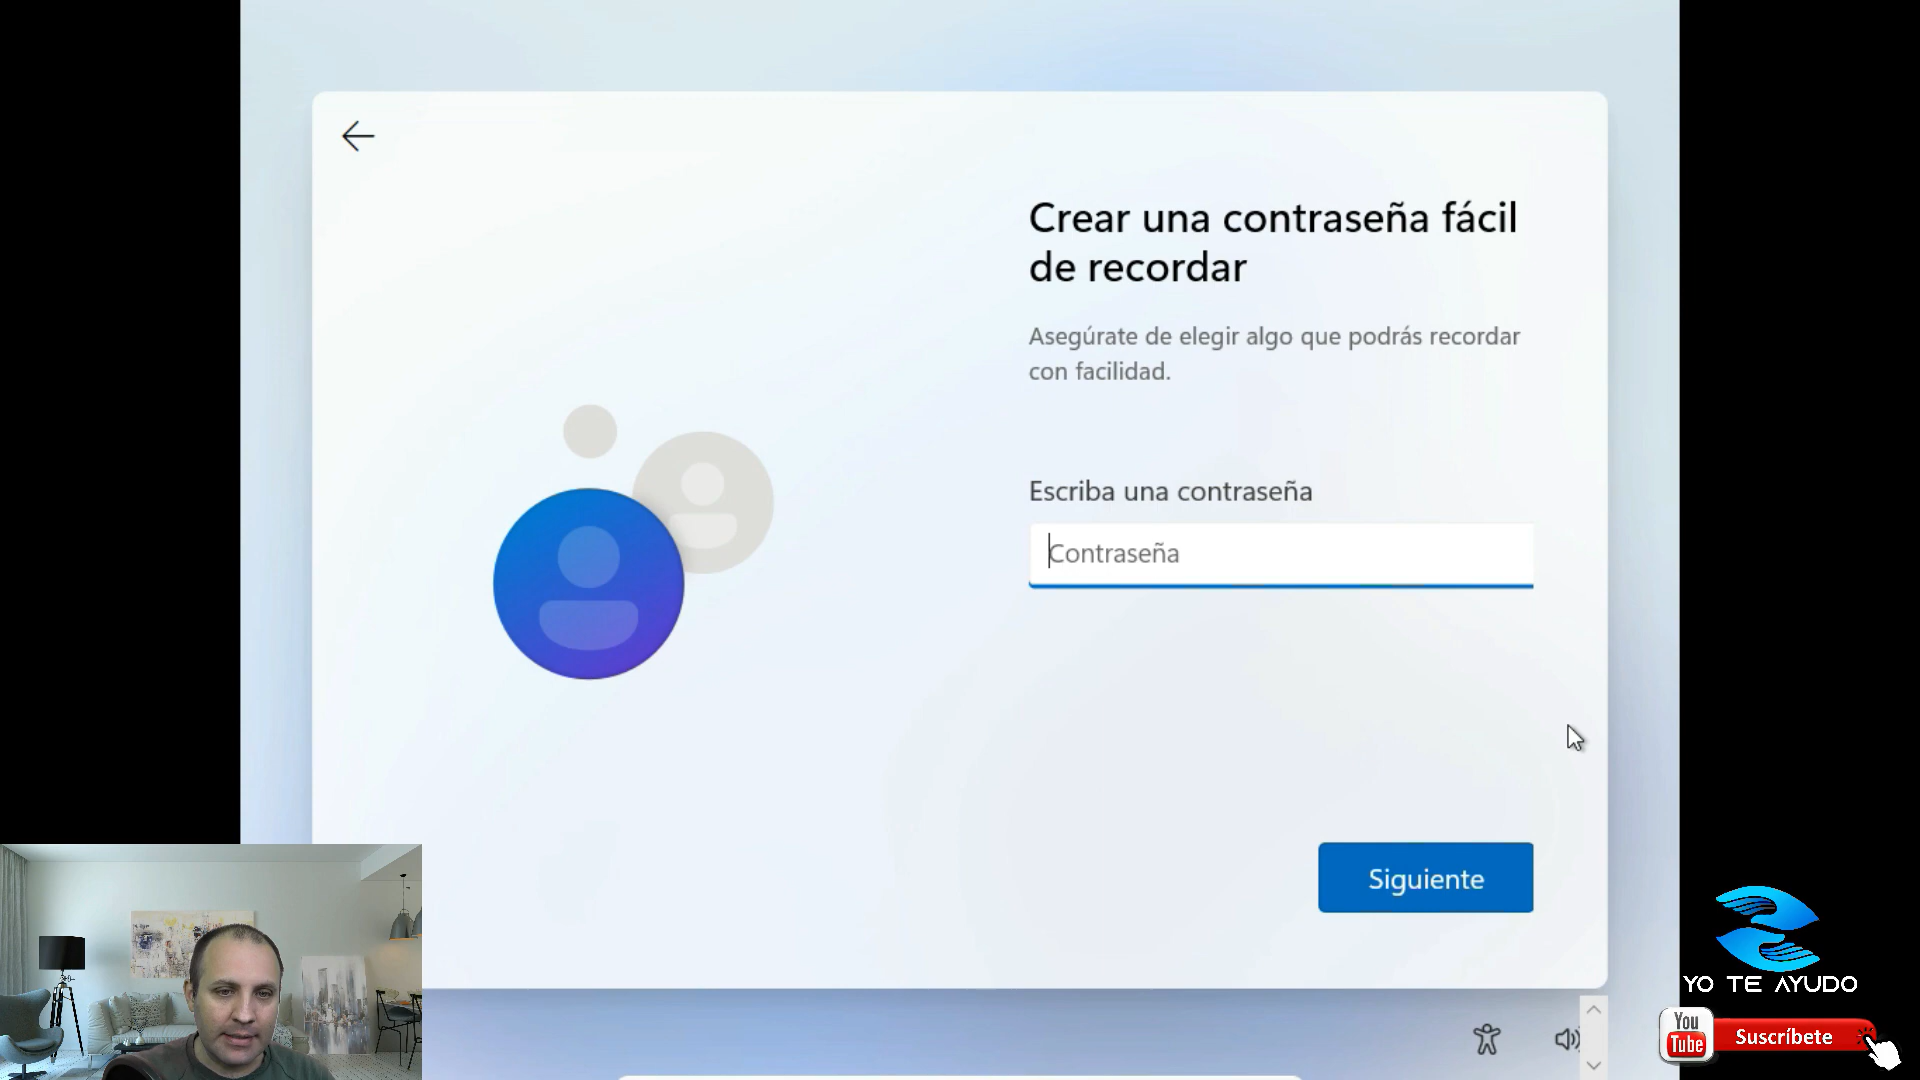 Crear una contraseña fácil
de recordar
Asegúrate de elegir algo que podrás recordar
con facilidad.
Escriba una contraseña
Contraseña
Siguiente
YO TE AYUDO
You
Tube
Suscríbete